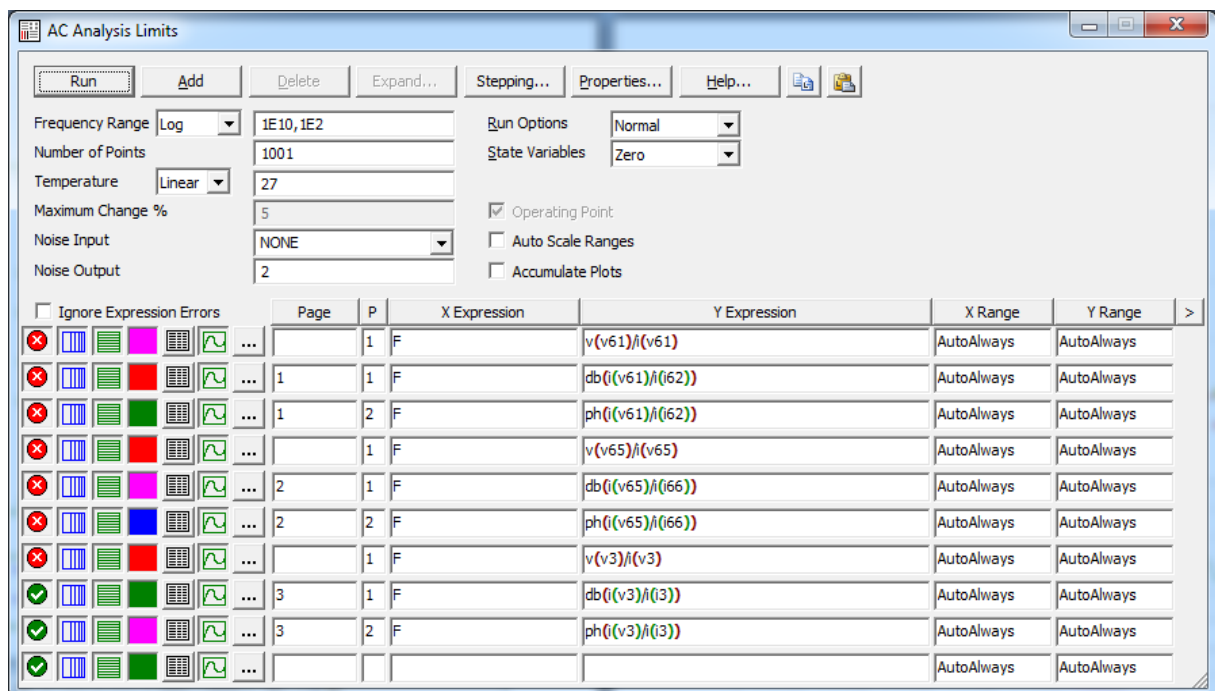 AC Analysis Limits
Run Add Delete Expand... Stepping... Properties... Help...
Frequency Range Log 1E10,1E2 Run Options Normal
Number of Points 1001 State Variables Zero
Temperature Linear 27
Maximum Change % 5 Operating Point
Noise Input NONE Auto Scale Ranges
Noise Output 2 Accumulate Plots
Ignore Expression Errors Page P X Expression Y Expression X Range Y Range >
... 1 F v(v61)/i(v61) AutoAlways AutoAlways
... 1 1 F db(i(v61)/i(i62)) AutoAlways AutoAlways
... 1 2 F ph(i(v61)/i(i62)) AutoAlways AutoAlways
... 1 F v(v65)/i(v65) AutoAlways AutoAlways
... 2 1 F db(i(v65)/i(i66)) AutoAlways AutoAlways
... 2 2 F ph(i(v65)/i(i66)) AutoAlways AutoAlways
... 1 F v(v3)/i(v3) AutoAlways AutoAlways
... 3 1 F db(i(v3)/i(i3)) AutoAlways AutoAlways
... 3 2 F ph(i(v3)/i(i3)) AutoAlways AutoAlways
... AutoAlways AutoAlways